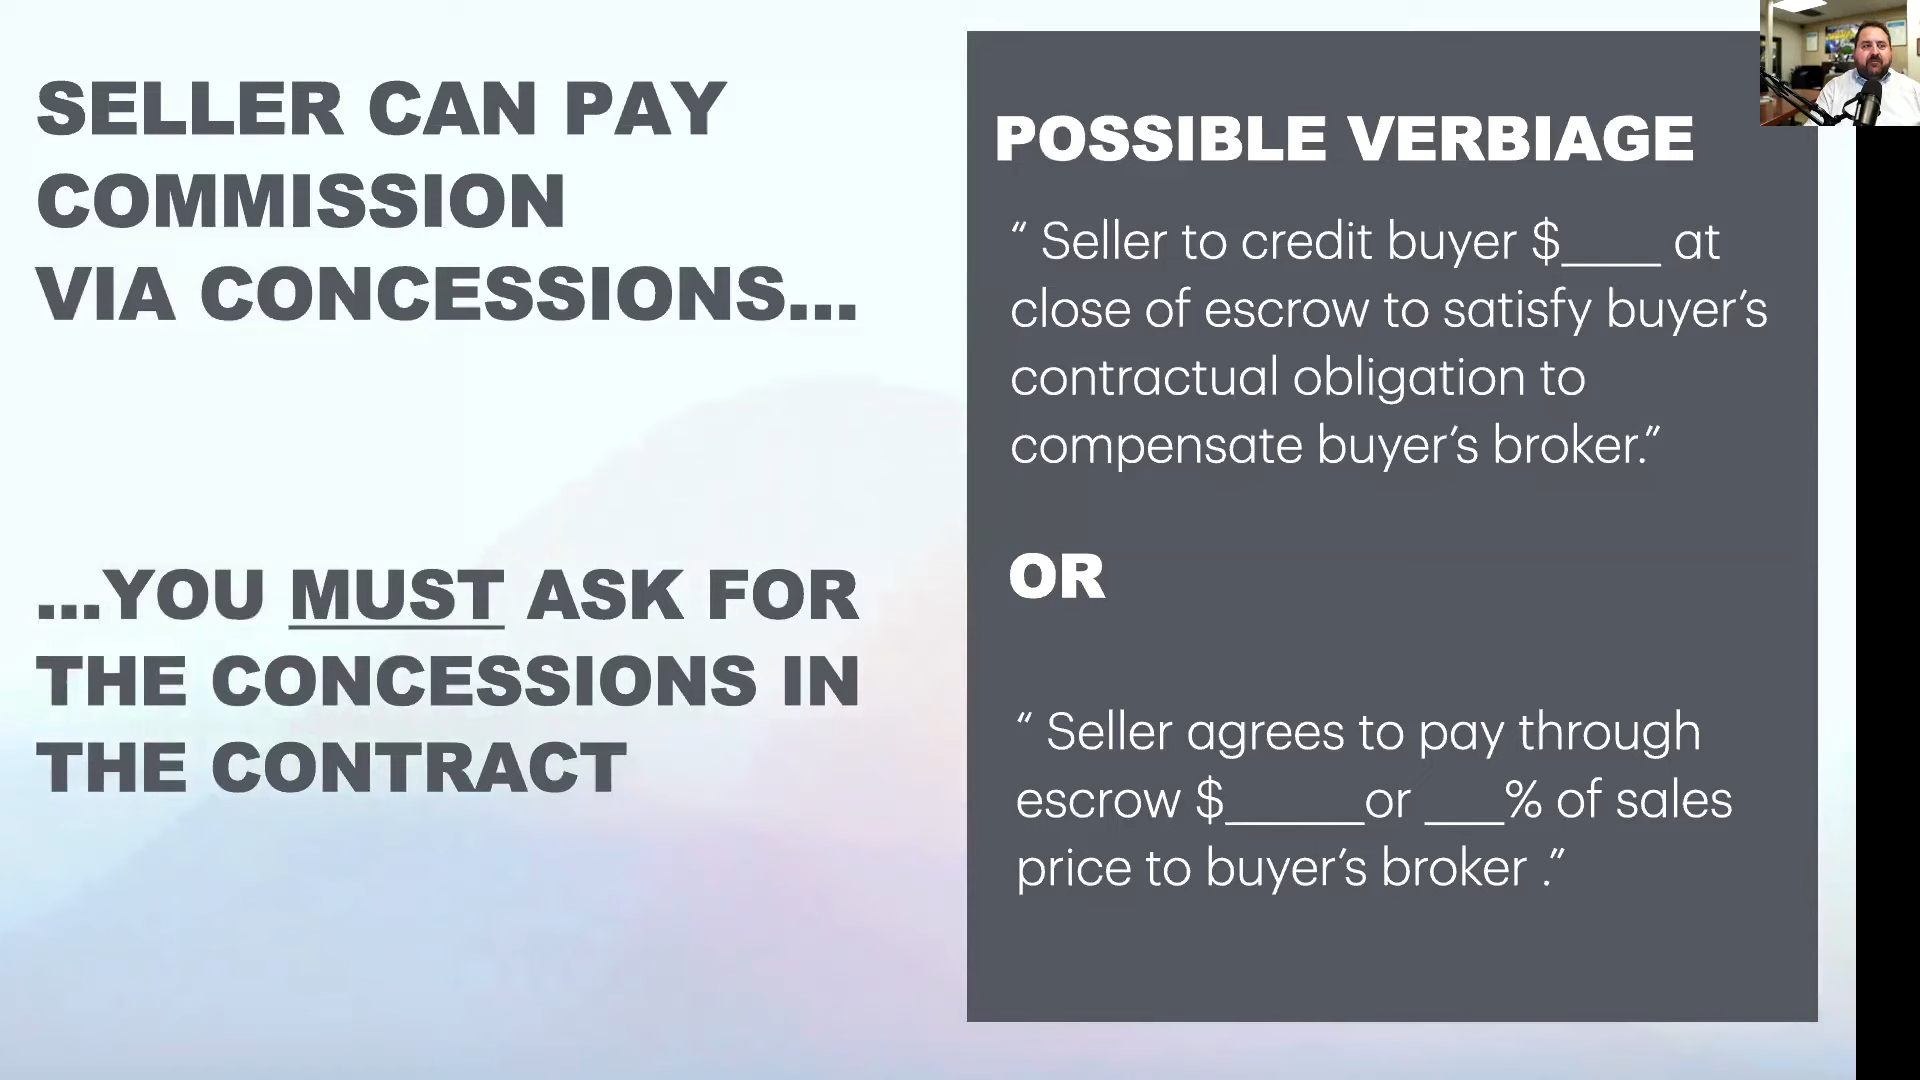 SELLER CAN PAY
COMMISSION
VIA CONCESSIONS...
...YOU MUST ASK FOR
THE CONCESSIONS IN
THE CONTRACT
POSSIBLE VERBIAGE
“ Seller to credit buyer $____ at
close of escrow to satisfy buyer’s
contractual obligation to
compensate buyer’s broker.”
OR
“ Seller agrees to pay through
escrow $______or ___% of sales
price to buyer’s broker .”